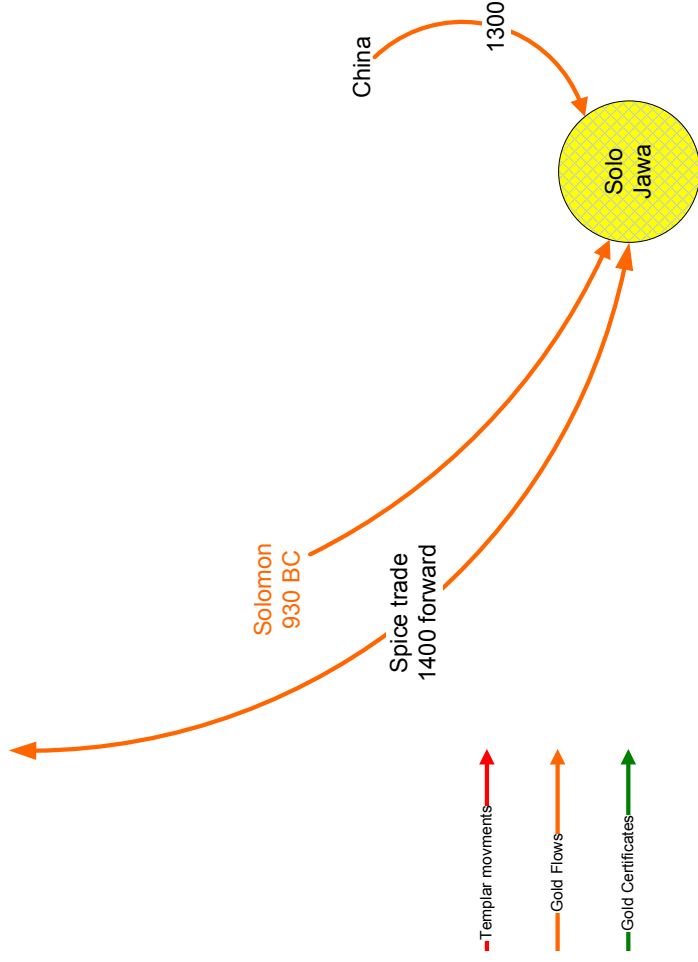 China
1300
Solo
Jawa
Solomon
930 BC
Spice trade
1400 forward
Templar movments
Gold Flows
Gold Certificates